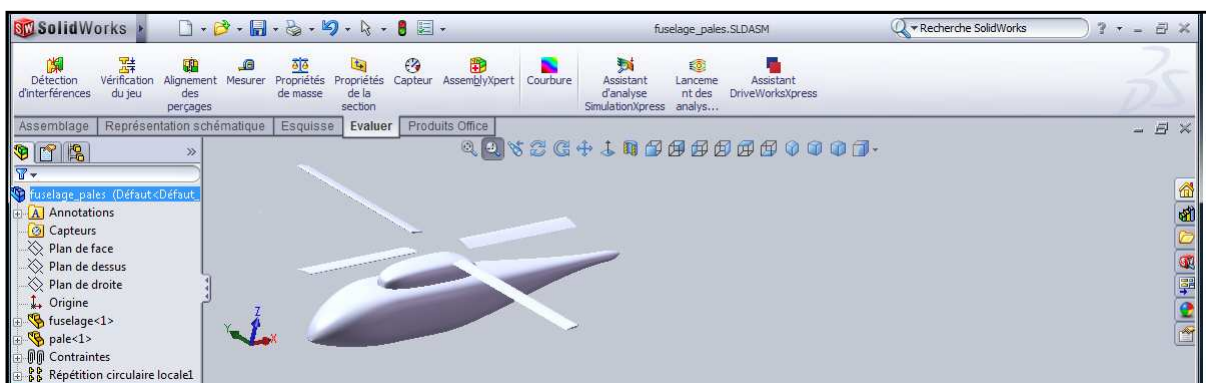 SolidWorks
fuselage_pales.SLDASM
Recherche SolidWorks
Détection d'interférences
Vérification du jeu
Alignement des perçages
Mesurer
Propriétés de masse
Propriétés de la section
Capteur
AssemblyXpert
Courbure
Assistant d'analyse SimulationXpress
Lanceme nt des analys...
Assistant DriveWorksXpress
Assemblage
Représentation schématique
Esquisse
Evaluer
Produits Office
fuselage_pales (Défaut<Défaut_
Annotations
Capteurs
Plan de face
Plan de dessus
Plan de droite
Origine
fuselage<1>
pale<1>
Contraintes
Répétition circulaire locale1
Z
Y
X